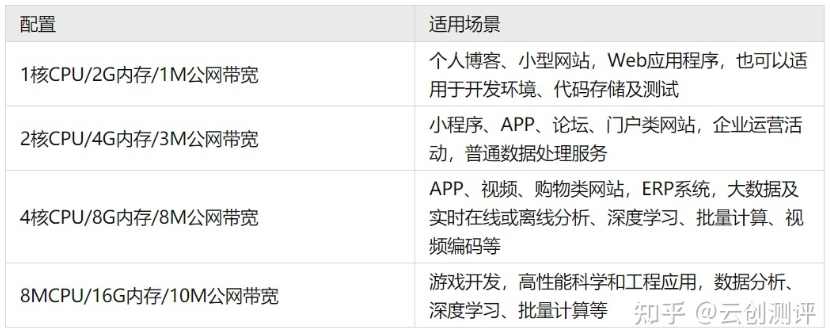 配置
适用场景
1核CPU/2G内存/1M公网带宽
个人博客、小型网站，Web应用程序，也可以适
用于开发环境、代码存储及测试
2核CPU/4G内存/3M公网带宽
小程序、APP、论坛、门户类网站，企业运营活
动，普通数据处理服务
4核CPU/8G内存/8M公网带宽
APP、视频、购物类网站，ERP系统，大数据及
实时在线或离线分析、深度学习、批量计算、视
频编码等
8MCPU/16G内存/10M公网带宽
游戏开发，高性能科学和工程应用，数据分析、
深度学习、批量计算等
知乎 @云创测评